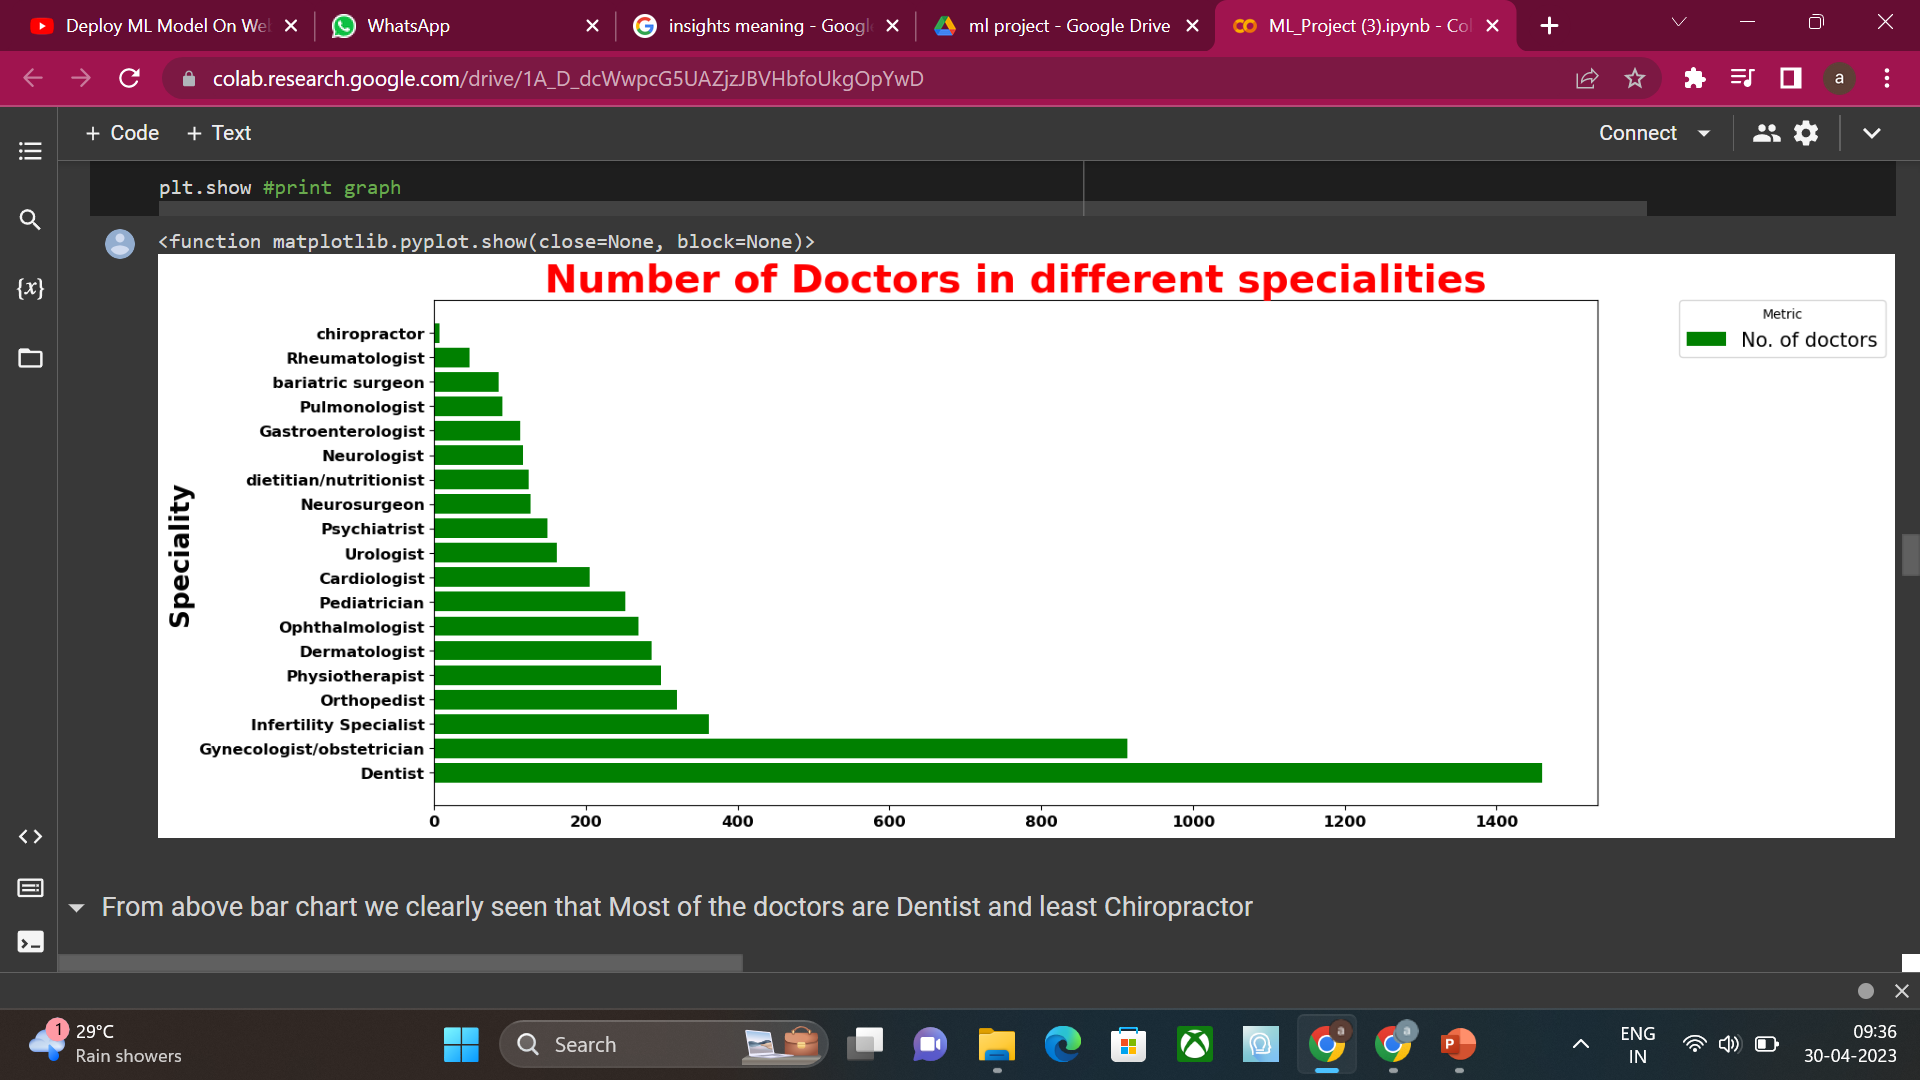 Deploy ML Model On We
WhatsApp
insights meaning - Googl
ml project - Google Drive
ML_Project (3).ipynb - Co
colab.research.google.com/drive/1A_D_dcWwpcG5UAZjzJBVHbfoUkgOpYwD
a
+ Code + Text
Connect
plt.show #print graph
<function matplotlib.pyplot.show(close=None, block=None)>
{x}
Number of Doctors in different specialities
Metric
No. of doctors
Speciality
chiropractor
Rheumatologist
bariatric surgeon
Pulmonologist
Gastroenterologist
Neurologist
dietitian/nutritionist
Neurosurgeon
Psychiatrist
Urologist
Cardiologist
Pediatrician
Ophthalmologist
Dermatologist
Physiotherapist
Orthopedist
Infertility Specialist
Gynecologist/obstetrician
Dentist
0 200 400 600 800 1000 1200 1400
From above bar chart we clearly seen that Most of the doctors are Dentist and least Chiropractor
1
29°C
Rain showers
Search
a
a
P
ENG
IN
09:36
30-04-2023